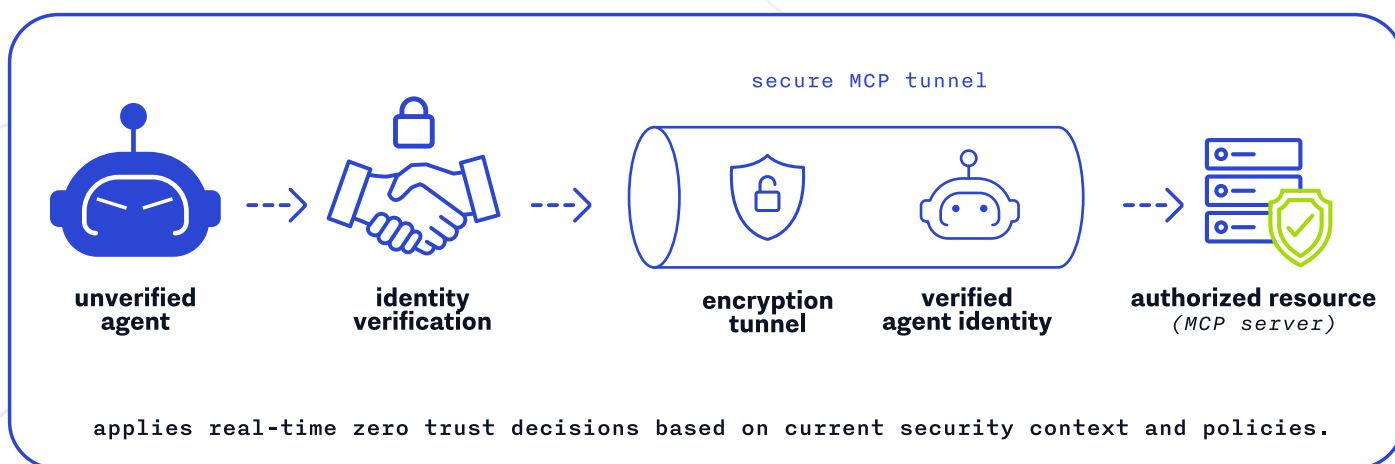 secure MCP tunnel
unverified
agent
identity
verification
encryption
tunnel
verified
agent identity
authorized resource
(MCP server)
applies real-time zero trust decisions based on current security context and policies.